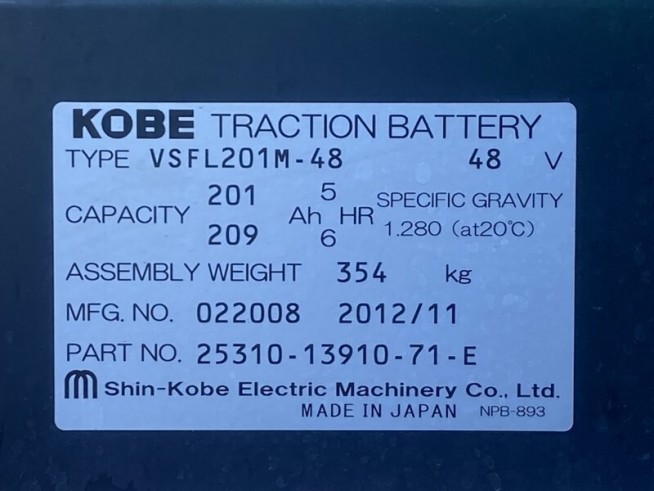 KOBE TRACTION BATTERY
TYPE VSFL201M-48 48 V
CAPACITY 201 Ah 5 HR SPECIFIC GRAVITY
209 6 1.280 (at20℃)
ASSEMBLY WEIGHT 354 kg
MFG. NO. 022008 2012/11
PART NO. 25310-13910-71-E
Shin-Kobe Electric Machinery Co., Ltd.
MADE IN JAPAN NPB-893